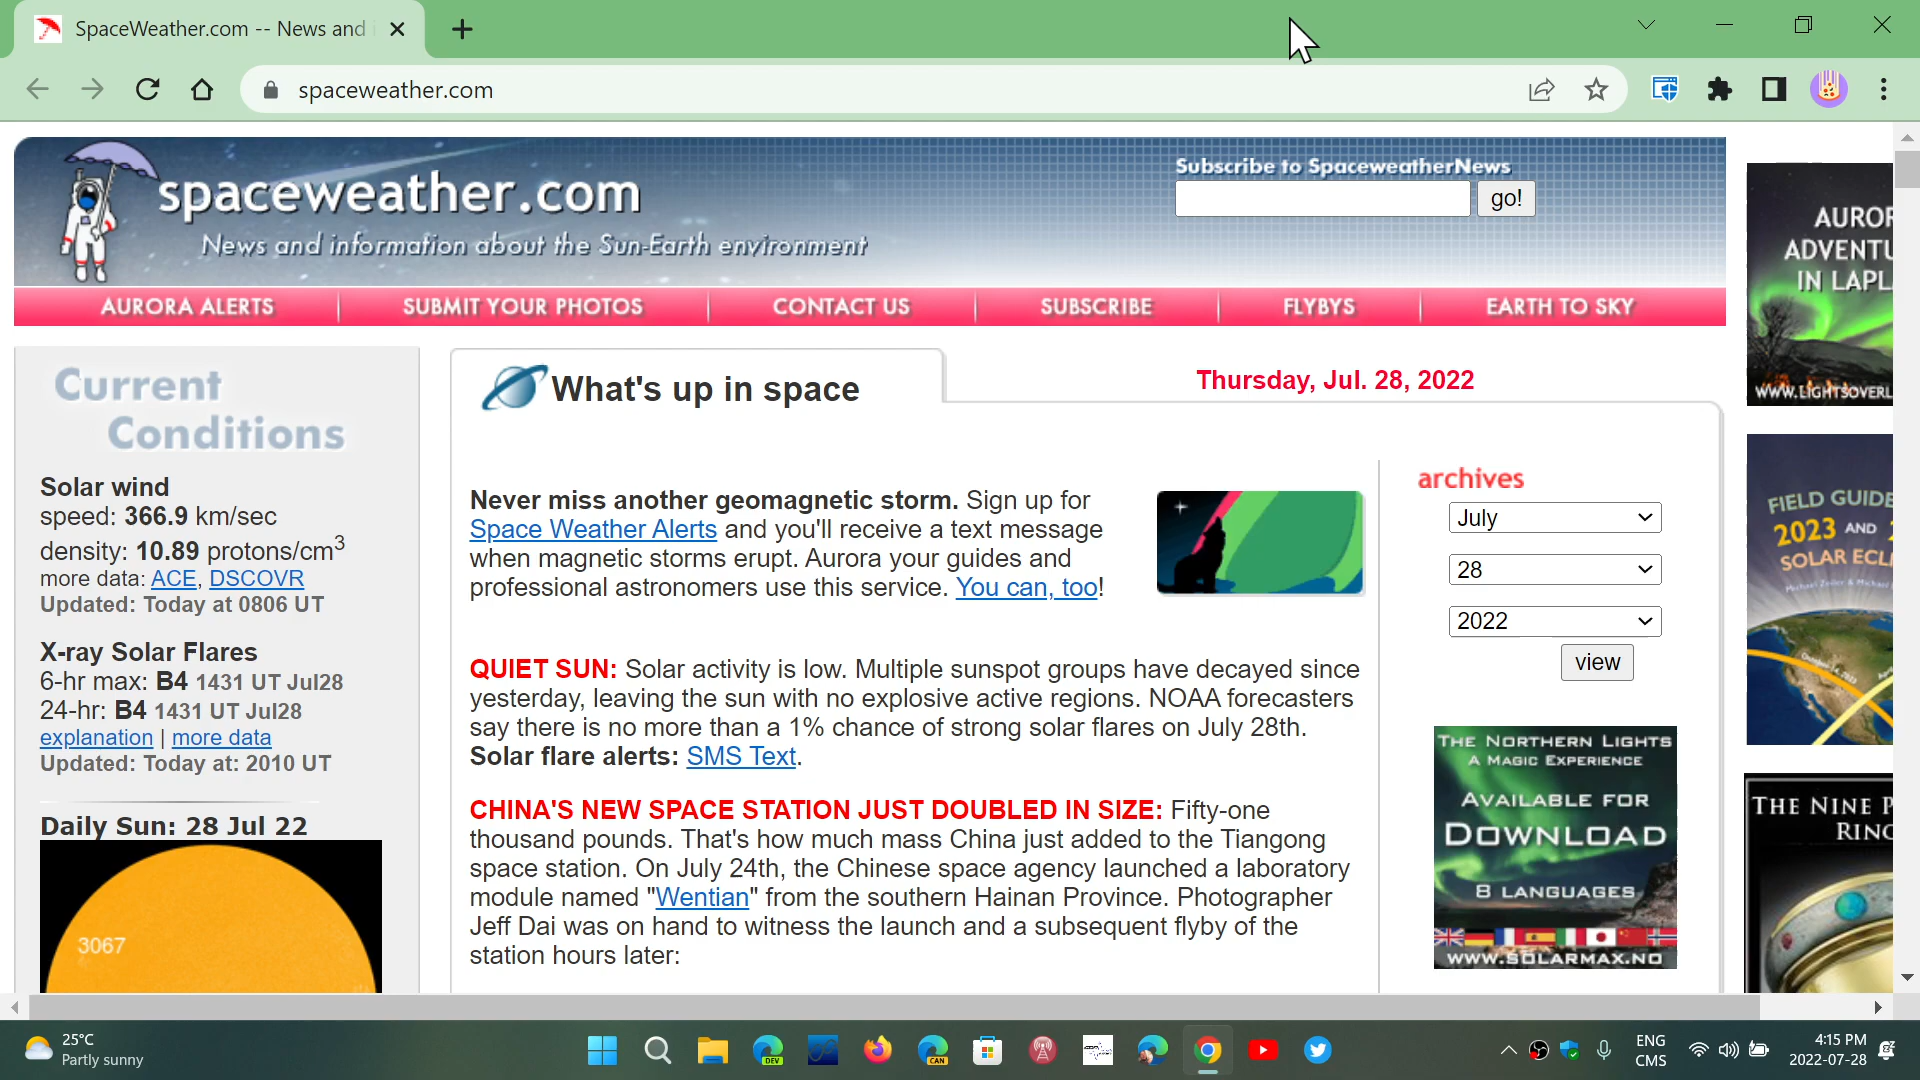 SpaceWeather.com -- News and
spaceweather.com
spaceweather.com
News and information about the Sun-Earth environment
Subscribe to SpaceweatherNews
go!
AURORA ALERTS
SUBMIT YOUR PHOTOS
CONTACT US
SUBSCRIBE
FLYBYS
EARTH TO SKY
Current
Conditions
Solar wind
speed: 366.9 km/sec
density: 10.89 protons/cm3
more data: ACE, DSCOVR
Updated: Today at 0806 UT
X-ray Solar Flares
6-hr max: B4 1431 UT Jul28
24-hr: B4 1431 UT Jul28
explanation | more data
Updated: Today at: 2010 UT
Daily Sun: 28 Jul 22
3067
What's up in space
Thursday, Jul. 28, 2022
Never miss another geomagnetic storm. Sign up for
Space Weather Alerts and you'll receive a text message
when magnetic storms erupt. Aurora your guides and
professional astronomers use this service. You can, too!
QUIET SUN: Solar activity is low. Multiple sunspot groups have decayed since
yesterday, leaving the sun with no explosive active regions. NOAA forecasters
say there is no more than a 1% chance of strong solar flares on July 28th.
Solar flare alerts: SMS Text.
CHINA'S NEW SPACE STATION JUST DOUBLED IN SIZE: Fifty-one
thousand pounds. That's how much mass China just added to the Tiangong
space station. On July 24th, the Chinese space agency launched a laboratory
module named "Wentian" from the southern Hainan Province. Photographer
Jeff Dai was on hand to witness the launch and a subsequent flyby of the
station hours later:
archives
July
28
2022
view
THE NORTHERN LIGHTS
A MAGIC EXPERIENCE
AVAILABLE FOR
DOWNLOAD
8 LANGUAGES
WWW.SOLARMAX.NO
AUROR
ADVENTU
IN LAPL
WWW.LIGHTSOVERL
FIELD GUIDE
2023 AND
SOLAR ECL
THE NINE P
RING
25°C
Partly sunny
DEV
CAN
ENG
CMS
4:15 PM
2022-07-28